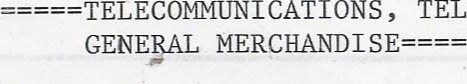 =====TELECOMMUNICATIONS, TEL
GENERAL MERCHANDISE====